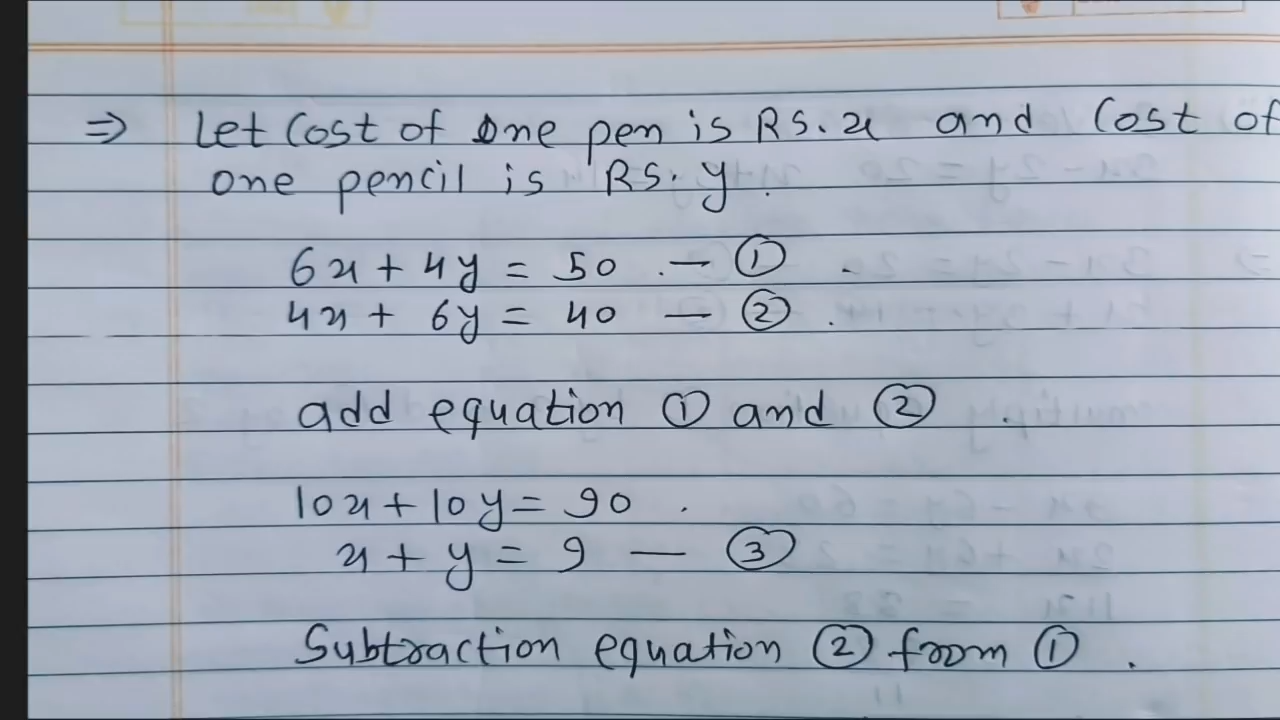 ⇒ Let Cost of One pen is RS. x and Cost of
one pencil is RS. y.
6x + 4y = 50 — ①
4x + 6y = 40 — ②
add equation ① and ②
10x + 10y = 90
x + y = 9 — ③
Subtraction equation ② from ①